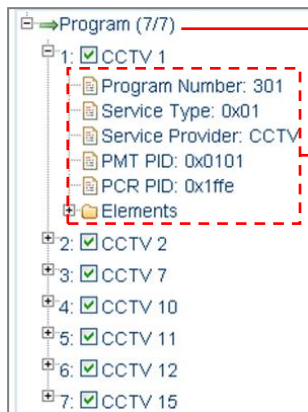 Program (7/7)
1: CCTV 1
Program Number: 301
Service Type: 0x01
Service Provider: CCTV
PMT PID: 0x0101
PCR PID: 0x1ffe
Elements
2: CCTV 2
3: CCTV 7
4: CCTV 10
5: CCTV 11
6: CCTV 12
7: CCTV 15